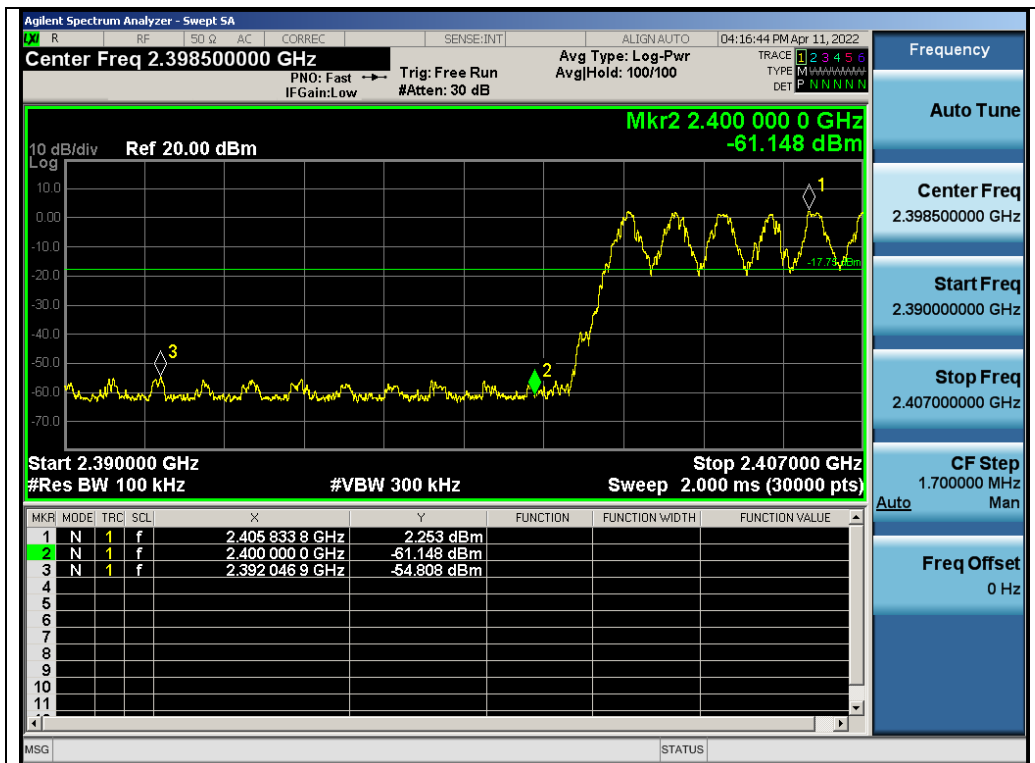 Agilent Spectrum Analyzer - Swept SA
LXI R RF 50 Ω AC CORREC SENSE:INT ALIGN AUTO 04:16:44 PM Apr 11, 2022
Center Freq 2.398500000 GHz
PNO: Fast
IFGain:Low
Trig: Free Run
#Atten: 30 dB
Avg Type: Log-Pwr
Avg|Hold: 100/100
TRACE 1 2 3 4 5 6
TYPE M W W W W W
DET P N N N N N
Mkr2 2.400 000 0 GHz
-61.148 dBm
10 dB/div Ref 20.00 dBm
Log
10.0
0.00
-10.0
-20.0
-30.0
-40.0
-50.0
-60.0
-70.0
1
-17.75 dBm
3
2
Start 2.390000 GHz Stop 2.407000 GHz
#Res BW 100 kHz #VBW 300 kHz Sweep 2.000 ms (30000 pts)
MKR MODE TRC SCL X Y FUNCTION FUNCTION WIDTH FUNCTION VALUE
1 N 1 f 2.405 833 8 GHz 2.253 dBm
2 N 1 f 2.400 000 0 GHz -61.148 dBm
3 N 1 f 2.392 046 9 GHz -54.808 dBm
4
5
6
7
8
9
10
11
MSG STATUS
Frequency
Auto Tune
Center Freq
2.398500000 GHz
Start Freq
2.390000000 GHz
Stop Freq
2.407000000 GHz
CF Step
1.700000 MHz
Auto Man
Freq Offset
0 Hz